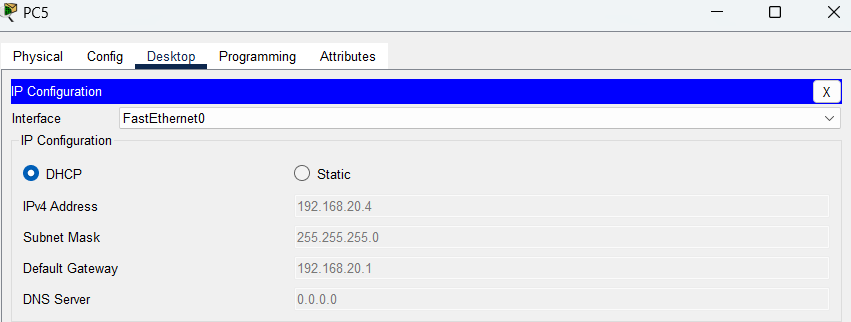 PC5
Physical Config Desktop Programming Attributes
IP Configuration X
Interface FastEthernet0
IP Configuration
DHCP Static
IPv4 Address 192.168.20.4
Subnet Mask 255.255.255.0
Default Gateway 192.168.20.1
DNS Server 0.0.0.0